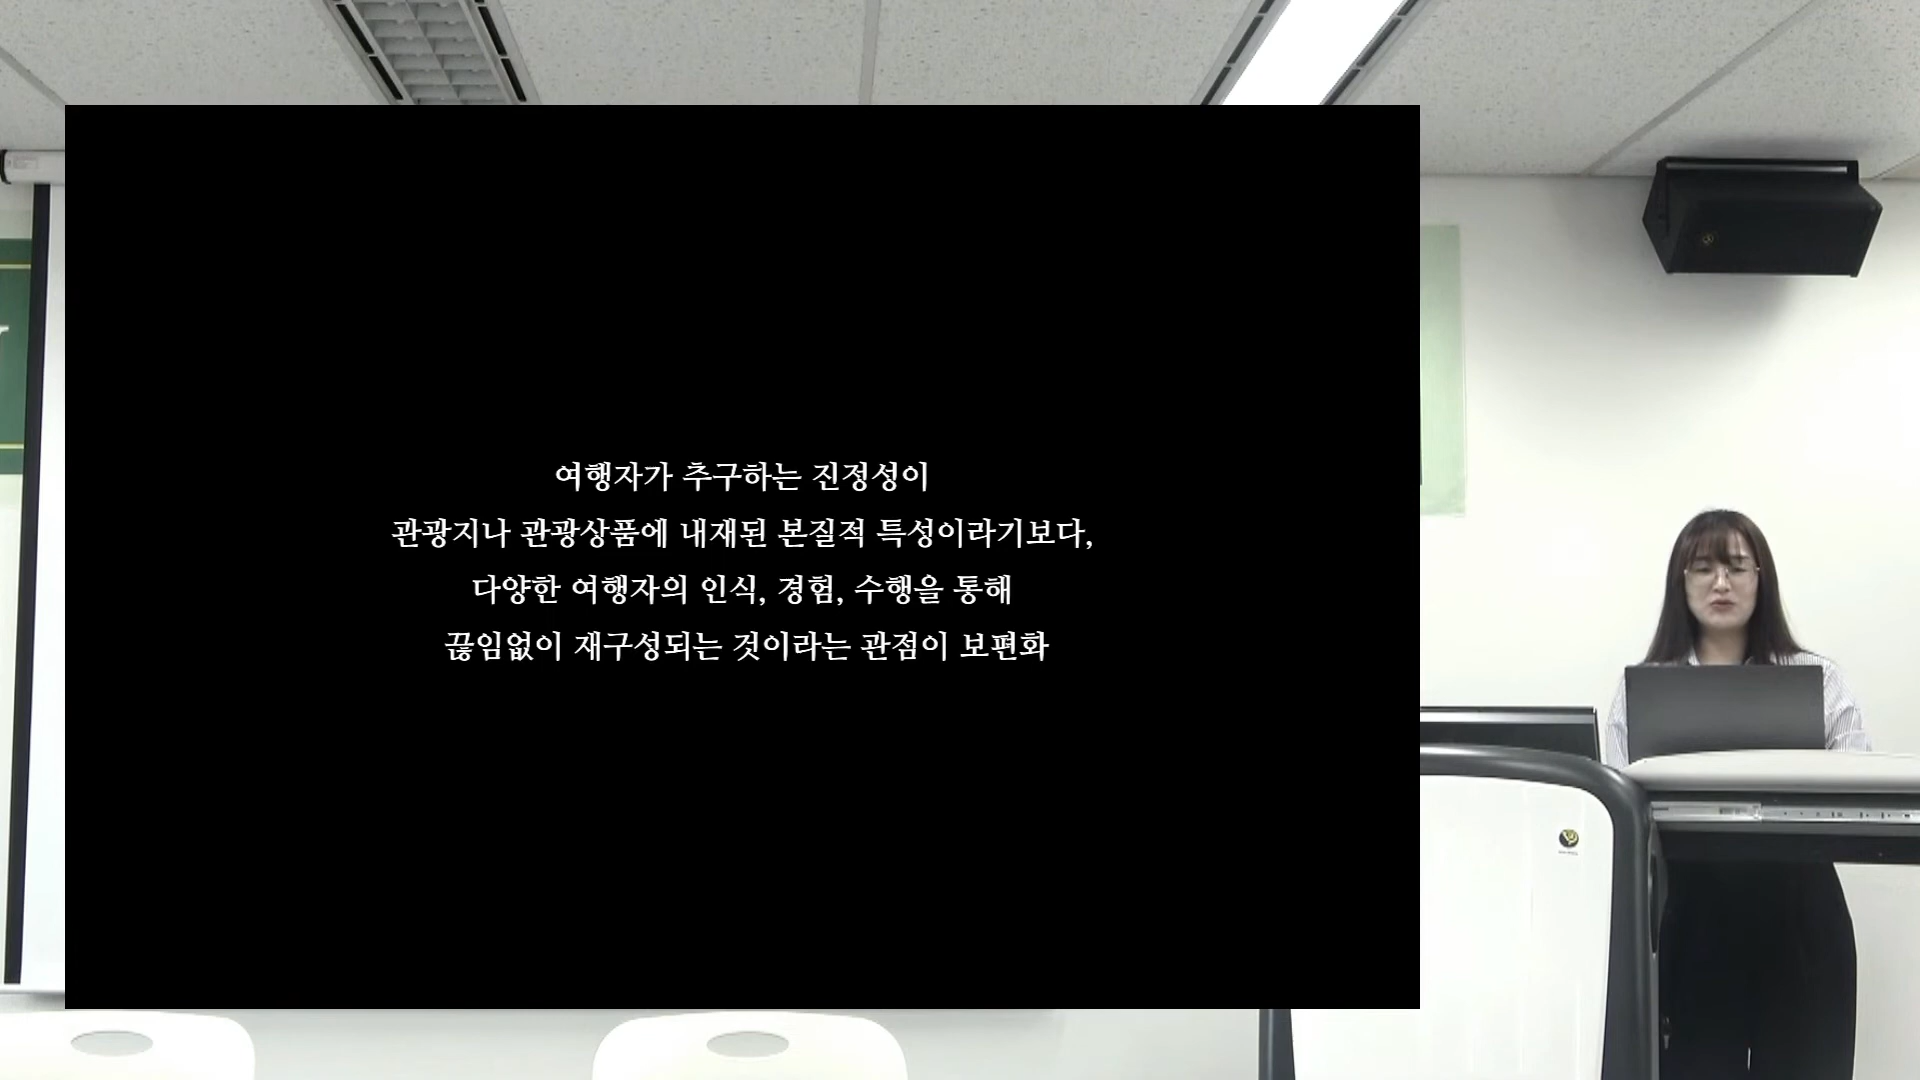 여행자가 추구하는 진정성이
관광지나 관광상품에 내재된 본질적 특성이라기보다,
다양한 여행자의 인식, 경험, 수행을 통해
끊임없이 재구성되는 것이라는 관점이 보편화